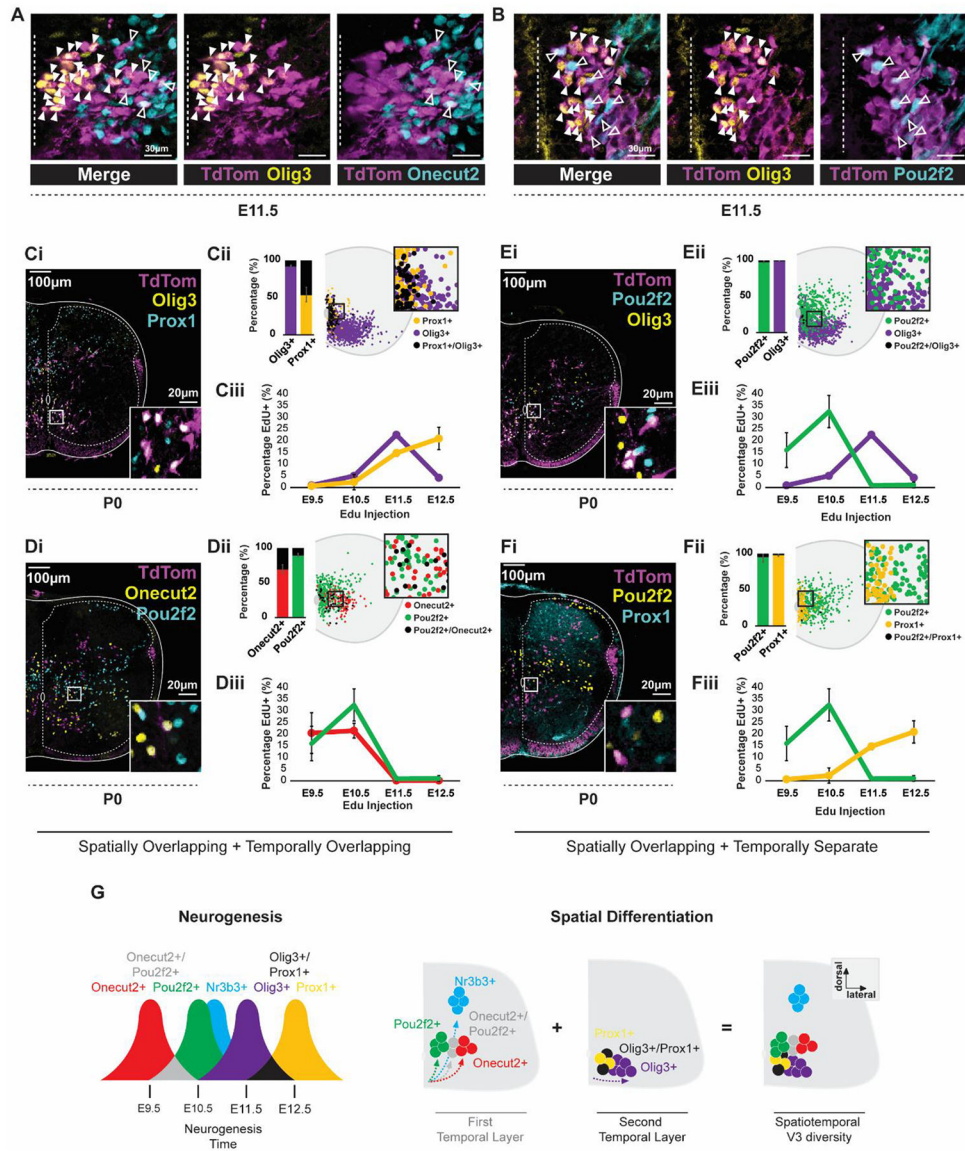 A
B
30µm
Merge
TdTom Olig3
TdTom Onecut2
30µm
Merge
TdTom Olig3
TdTom Pou2f2
E11.5
E11.5
Ci
100µm
TdTom
Olig3
Prox1
20µm
P0
Cii
Percentage (%)
100
50
0
Olig3+
Prox1+
Prox1+
Olig3+
Prox1+/Olig3+
Ciii
Percentage EdU+ (%)
40
35
30
25
20
15
10
5
0
E9.5 E10.5 E11.5 E12.5
Edu Injection
Ei
100µm
TdTom
Pou2f2
Olig3
20µm
P0
Eii
Percentage (%)
100
50
0
Pou2f2+
Olig3+
Pou2f2+
Olig3+
Pou2f2+/Olig3+
Eiii
Percentage EdU+ (%)
40
35
30
25
20
15
10
5
0
E9.5 E10.5 E11.5 E12.5
Edu Injection
Di
100µm
TdTom
Onecut2
Pou2f2
20µm
P0
Dii
Percentage (%)
100
50
0
Onecut2+
Pou2f2+
Onecut2+
Pou2f2+
Pou2f2+/Onecut2+
Diii
Percentage EdU+ (%)
40
35
30
25
20
15
10
5
0
E9.5 E10.5 E11.5 E12.5
Edu Injection
Fi
100µm
TdTom
Pou2f2
Prox1
20µm
P0
Fii
Percentage (%)
100
50
0
Pou2f2+
Prox1+
Pou2f2+
Prox1+
Pou2f2+/Prox1+
Fiii
Percentage EdU+ (%)
40
35
30
25
20
15
10
5
0
E9.5 E10.5 E11.5 E12.5
Edu Injection
Spatially Overlapping + Temporally Overlapping
Spatially Overlapping + Temporally Separate
G
Neurogenesis
Onecut2+/
Pou2f2+
Olig3+/
Prox1+
Onecut2+ Pou2f2+ Nr3b3+ Olig3+ Prox1+
E9.5 E10.5 E11.5 E12.5
Neurogenesis
Time
Spatial Differentiation
Nr3b3+
Pou2f2+
Onecut2+/
Pou2f2+
Onecut2+
First
Temporal Layer
+
Prox1+
Olig3+/Prox1+
Olig3+
Second
Temporal Layer
=
dorsal
lateral
Spatiotemporal
V3 diversity